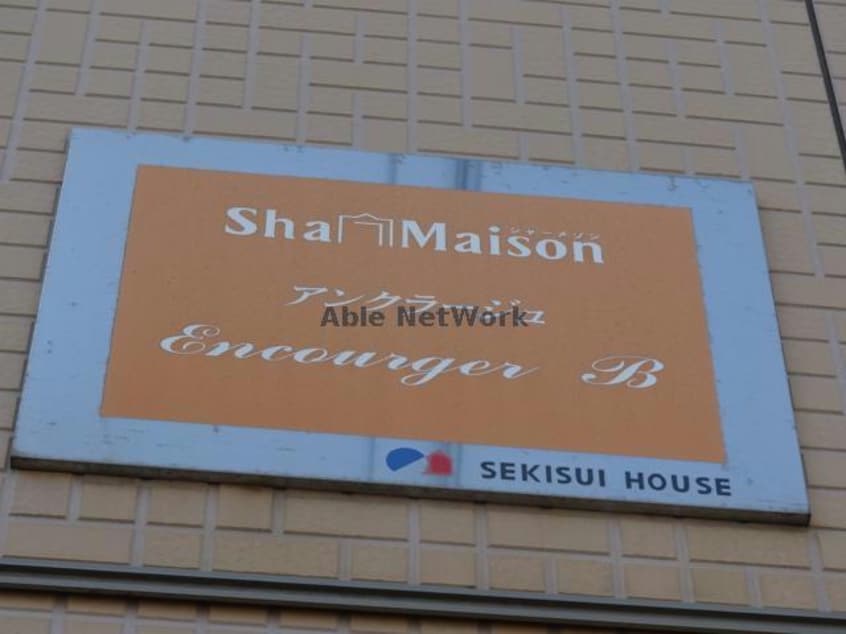 シャーメゾン
Sha Maison
アンクラージュ
Able NetWork
Encourger B
SEKISUI HOUSE